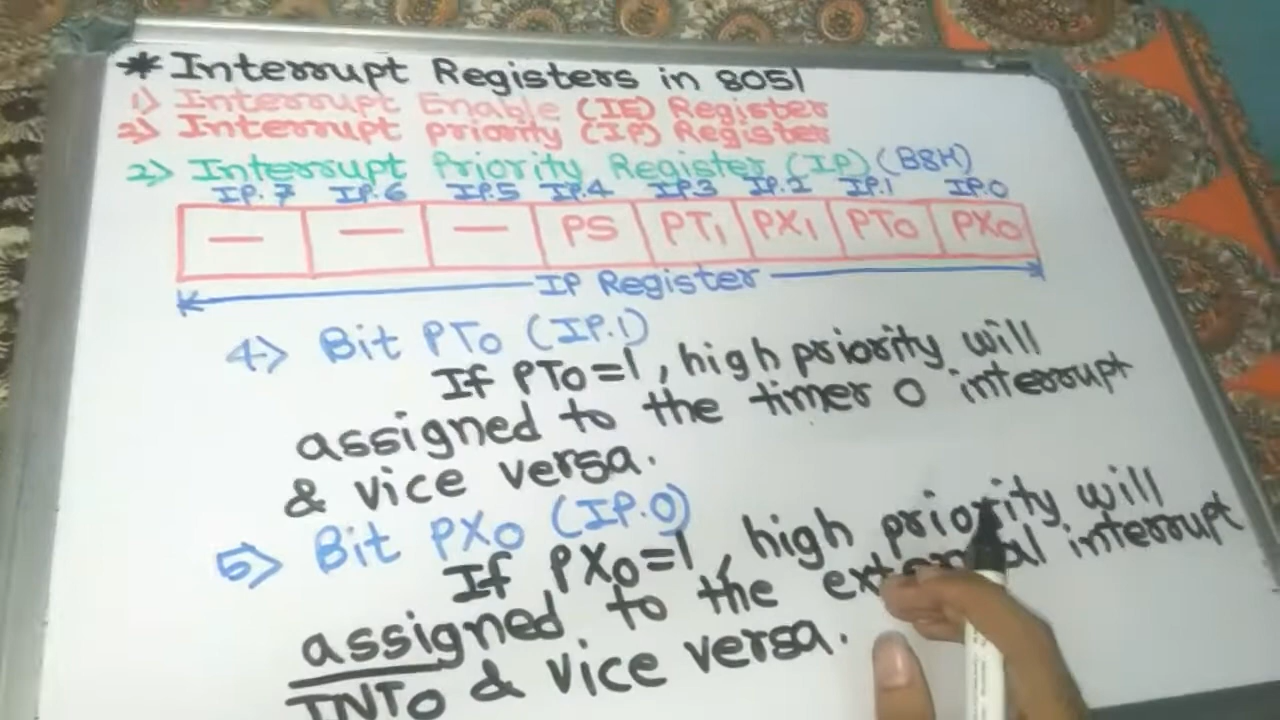 * Interrupt Registers in 8051
1) Interrupt Enable (IE) Register
2) Interrupt priority (IP) Register
2) Interrupt Priority Register (IP) (B8H)
IP.7 IP.6 IP.5 IP.4 IP.3 IP.2 IP.1 IP.0
— — — PS PT1 PX1 PT0 PX0
IP Register
4) Bit PT0 (IP.1)
If PT0=1, high priority will
assigned to the timer 0 interrupt
& vice versa.
5) Bit PX0 (IP.0)
If PX0=1, high priority will
assigned to the external interrupt
INT0 & vice versa.